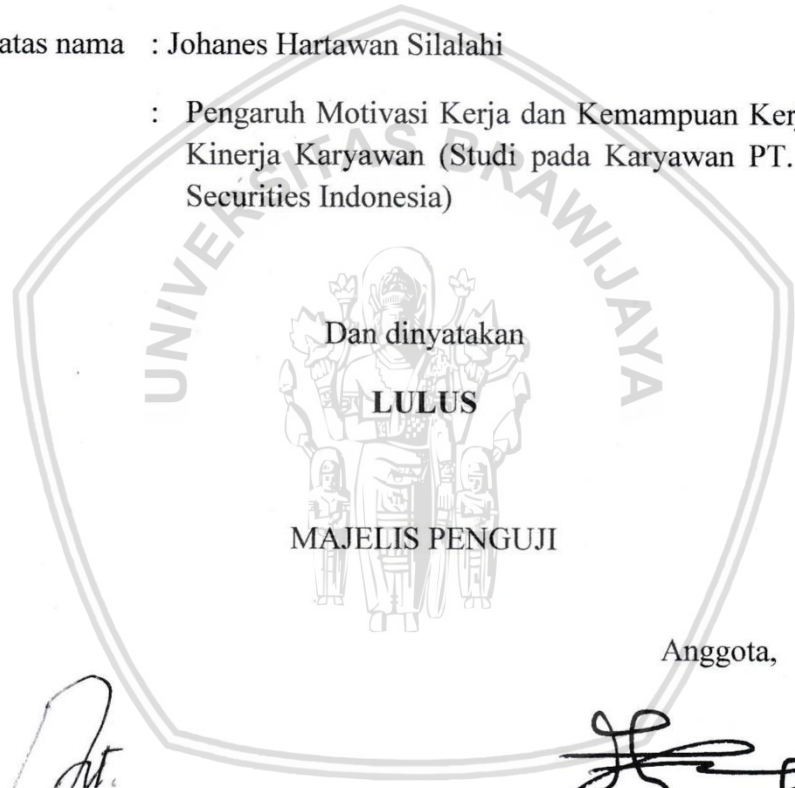 atas nama : Johanes Hartawan Silalahi
: Pengaruh Motivasi Kerja dan Kemampuan Ker
Kinerja Karyawan (Studi pada Karyawan PT.
Securities Indonesia)
UNIVERSITAS BRAWIJAYA
Dan dinyatakan
LULUS
MAJELIS PENGUJI
Anggota,